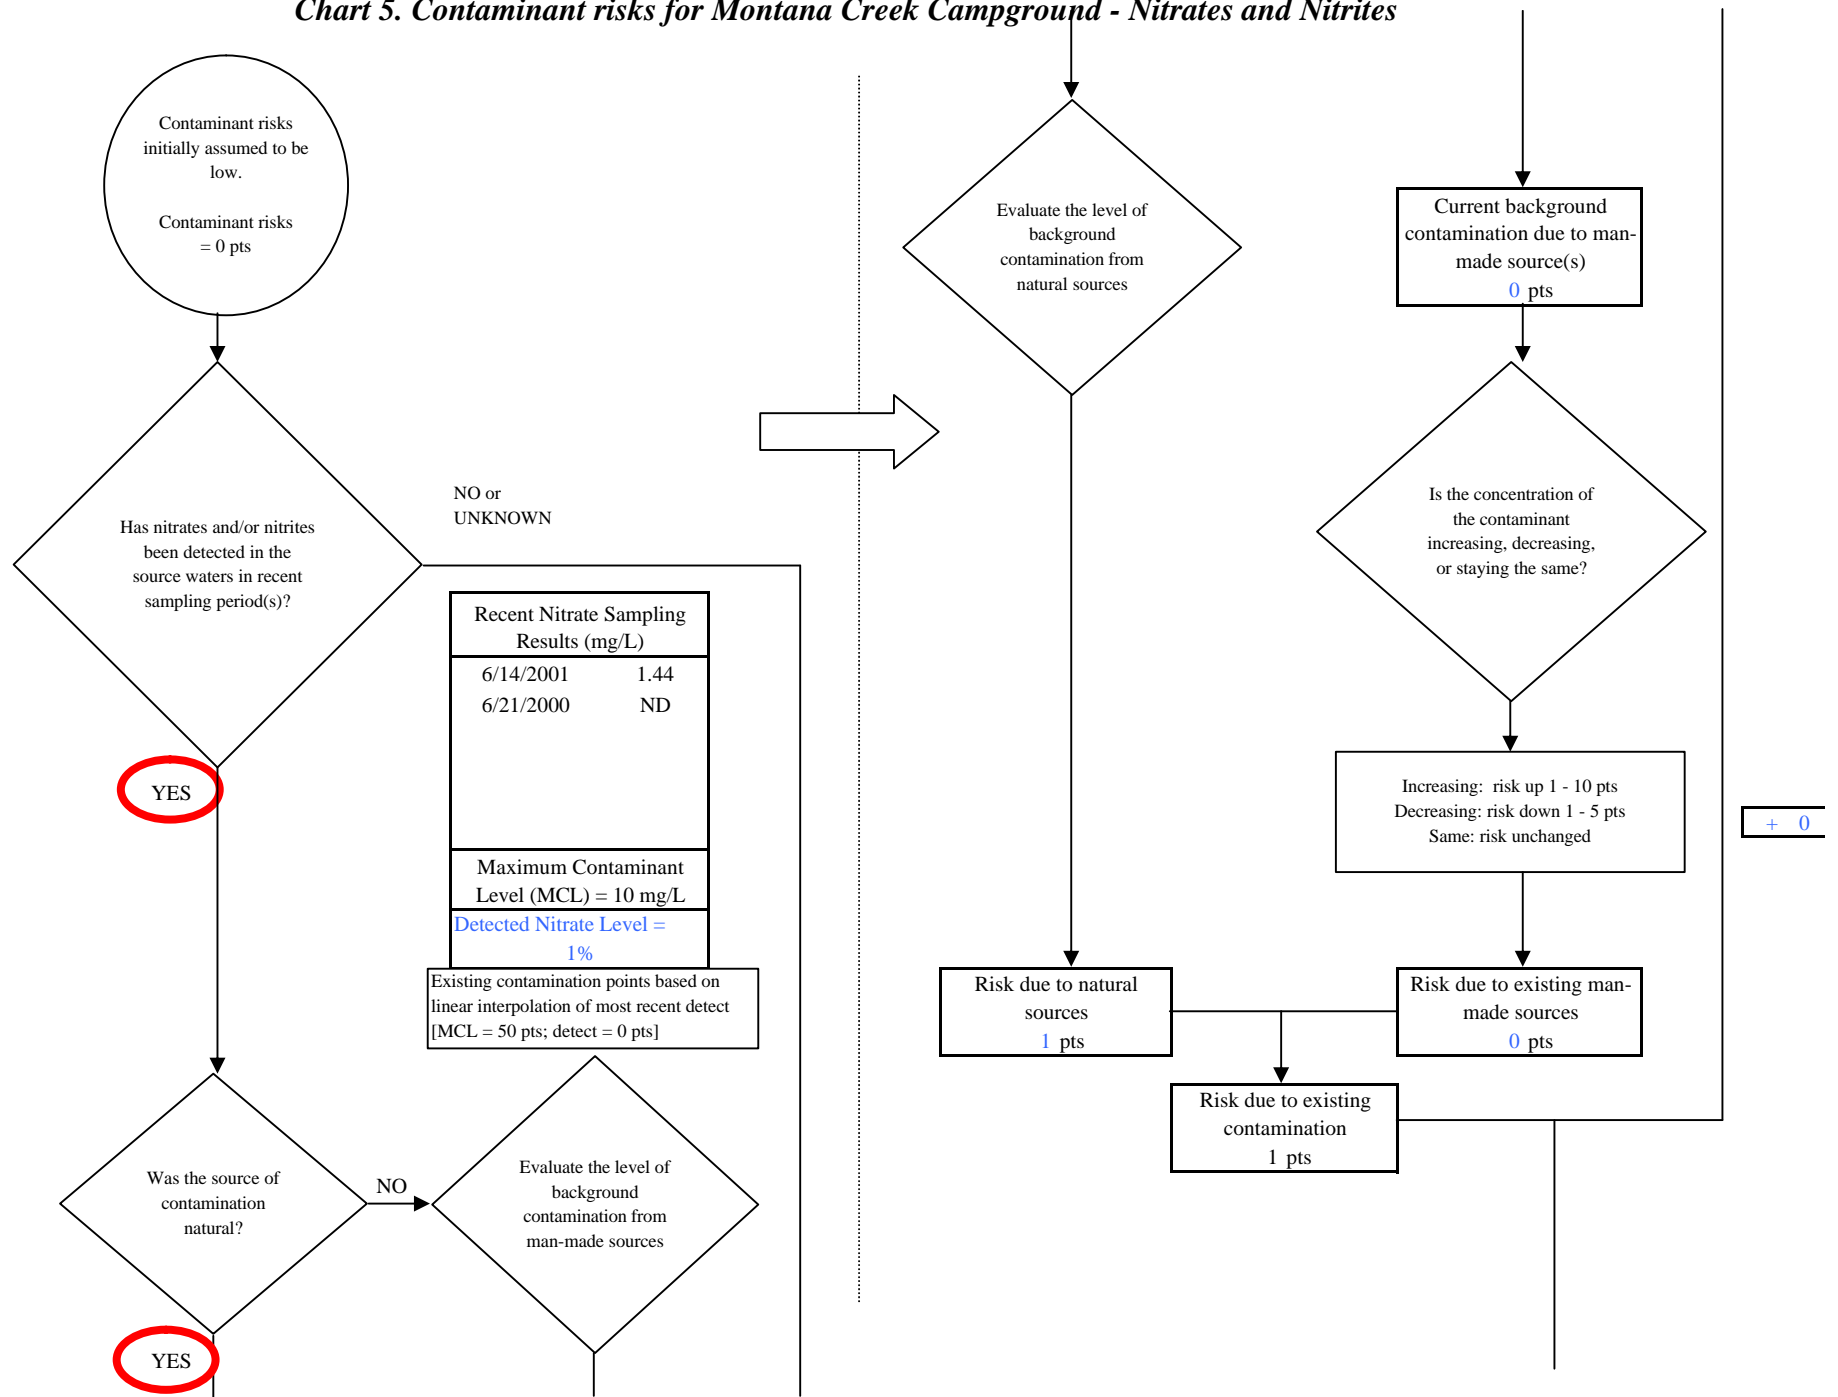 Chart 5. Contaminant risks for Montana Creek Campground - Nitrates and Nitrites
Contaminant risks
initially assumed to be
low.
Contaminant risks
= 0 pts
Has nitrates and/or nitrites
been detected in the
source waters in recent
sampling period(s)?
NO or
UNKNOWN
YES
Recent Nitrate Sampling
Results (mg/L)
6/14/2001 1.44
6/21/2000 ND
Maximum Contaminant
Level (MCL) = 10 mg/L
Detected Nitrate Level =
1%
Existing contamination points based on
linear interpolation of most recent detect
[MCL = 50 pts; detect = 0 pts]
Was the source of
contamination
natural?
NO
YES
Evaluate the level of
background
contamination from
man-made sources
Evaluate the level of
background
contamination from
natural sources
Current background
contamination due to man-
made source(s)
0 pts
Is the concentration of
the contaminant
increasing, decreasing,
or staying the same?
Increasing: risk up 1 - 10 pts
Decreasing: risk down 1 - 5 pts
Same: risk unchanged
+ 0
Risk due to natural
sources
1 pts
Risk due to existing man-
made sources
0 pts
Risk due to existing
contamination
1 pts